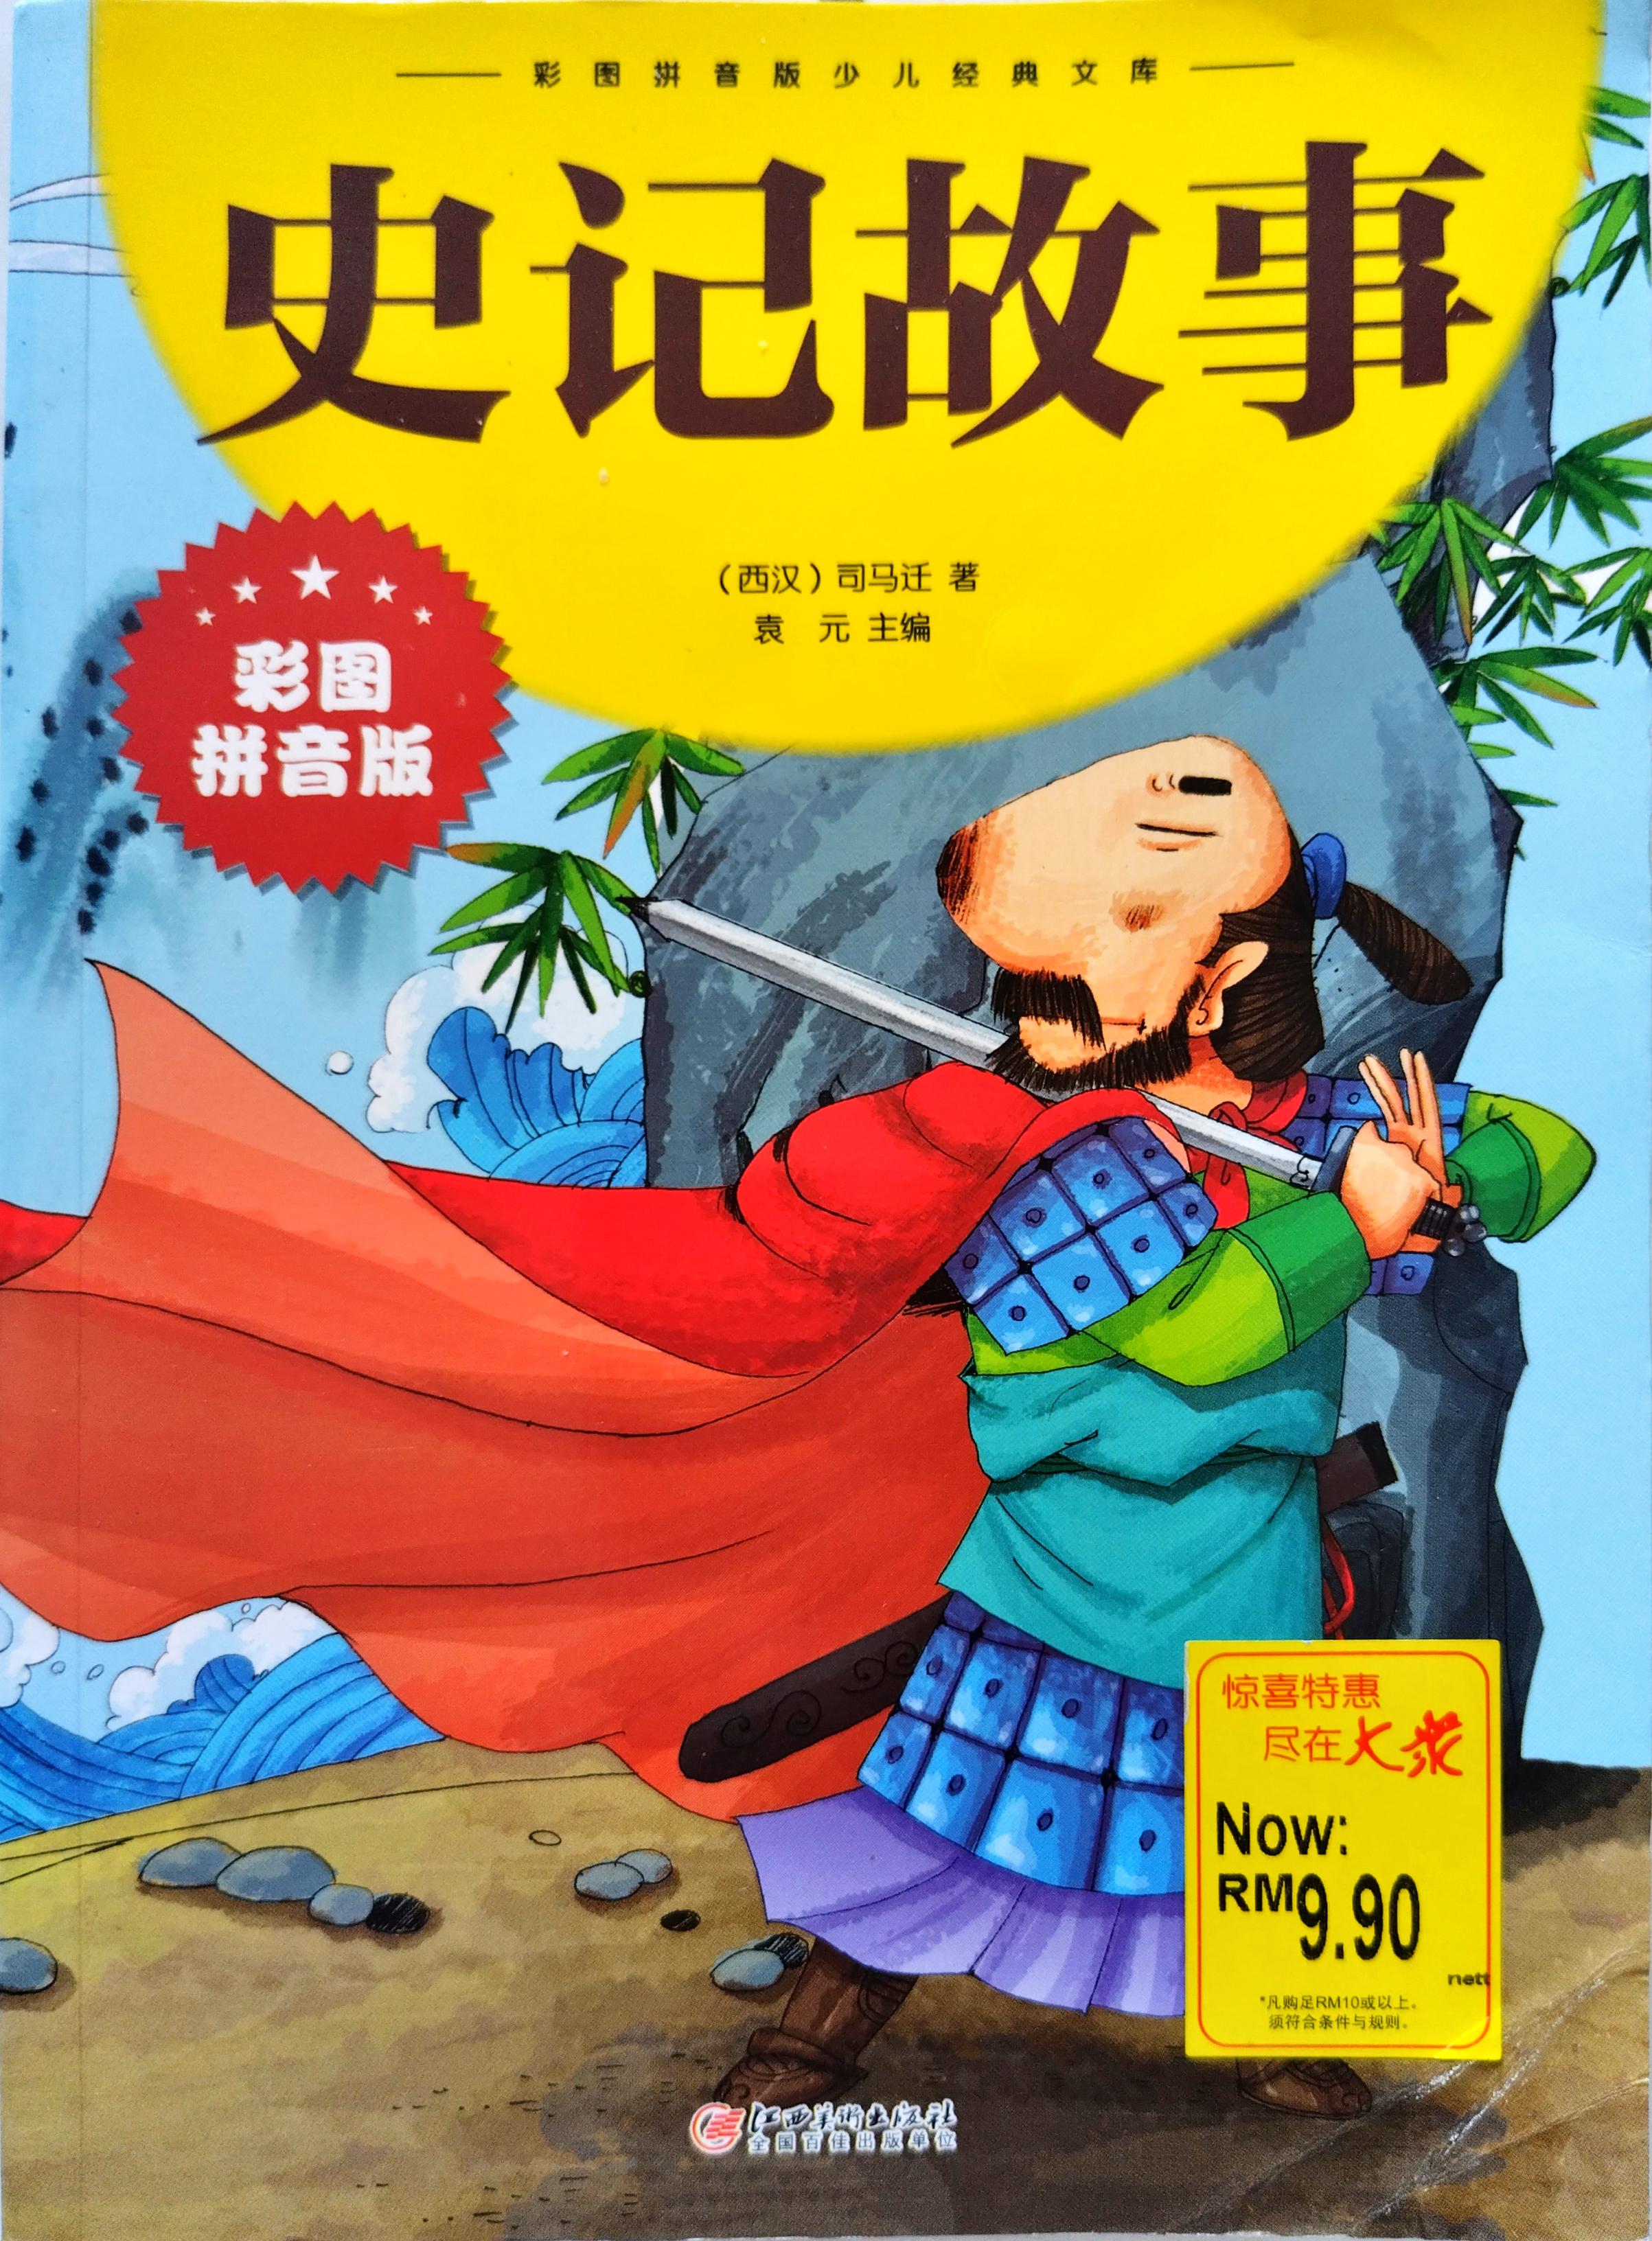 彩图拼音版少儿经典文库
史记故事
（西汉）司马迁 著
袁 元 主编
彩图
拼音版
惊喜特惠
尽在大众
Now:
RM9.90
nett
*凡购足RM10或以上。
须符合条件与规则。
江西美术出版社
全国百佳出版单位